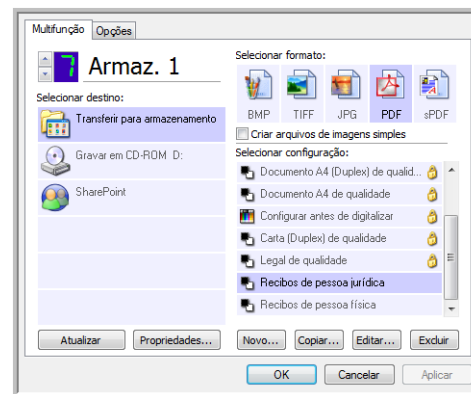 Multifunção Opções
7 Armaz. 1
Selecionar destino:
Transferir para armazenamento
Gravar em CD-ROM D:
SharePoint
Atualizar Propriedades...
Selecionar formato:
BMP TIFF JPG PDF sPDF
Criar arquivos de imagens simples
Selecionar configuração:
Documento A4 (Duplex) de qualid...
Documento A4 de qualidade
Configurar antes de digitalizar
Carta (Duplex) de qualidade
Legal de qualidade
Recibos de pessoa jurídica
Recibos de pessoa física
Novo... Copiar... Editar... Excluir
OK Cancelar Aplicar